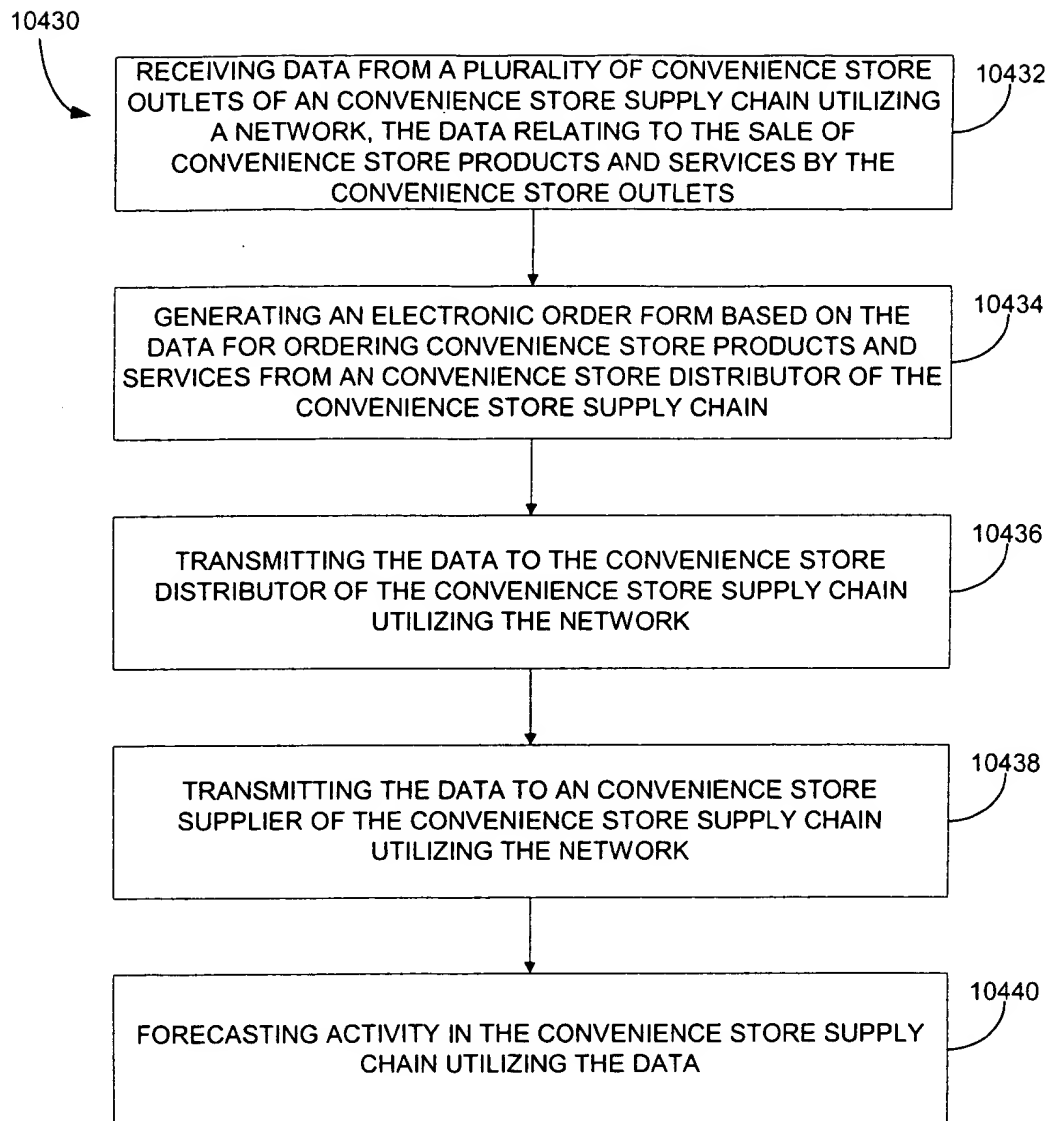 10430
RECEIVING DATA FROM A PLURALITY OF CONVENIENCE STORE
OUTLETS OF AN CONVENIENCE STORE SUPPLY CHAIN UTILIZING
A NETWORK, THE DATA RELATING TO THE SALE OF
CONVENIENCE STORE PRODUCTS AND SERVICES BY THE
CONVENIENCE STORE OUTLETS
10432
GENERATING AN ELECTRONIC ORDER FORM BASED ON THE
DATA FOR ORDERING CONVENIENCE STORE PRODUCTS AND
SERVICES FROM AN CONVENIENCE STORE DISTRIBUTOR OF THE
CONVENIENCE STORE SUPPLY CHAIN
10434
TRANSMITTING THE DATA TO THE CONVENIENCE STORE
DISTRIBUTOR OF THE CONVENIENCE STORE SUPPLY CHAIN
UTILIZING THE NETWORK
10436
TRANSMITTING THE DATA TO AN CONVENIENCE STORE
SUPPLIER OF THE CONVENIENCE STORE SUPPLY CHAIN
UTILIZING THE NETWORK
10438
FORECASTING ACTIVITY IN THE CONVENIENCE STORE SUPPLY
CHAIN UTILIZING THE DATA
10440